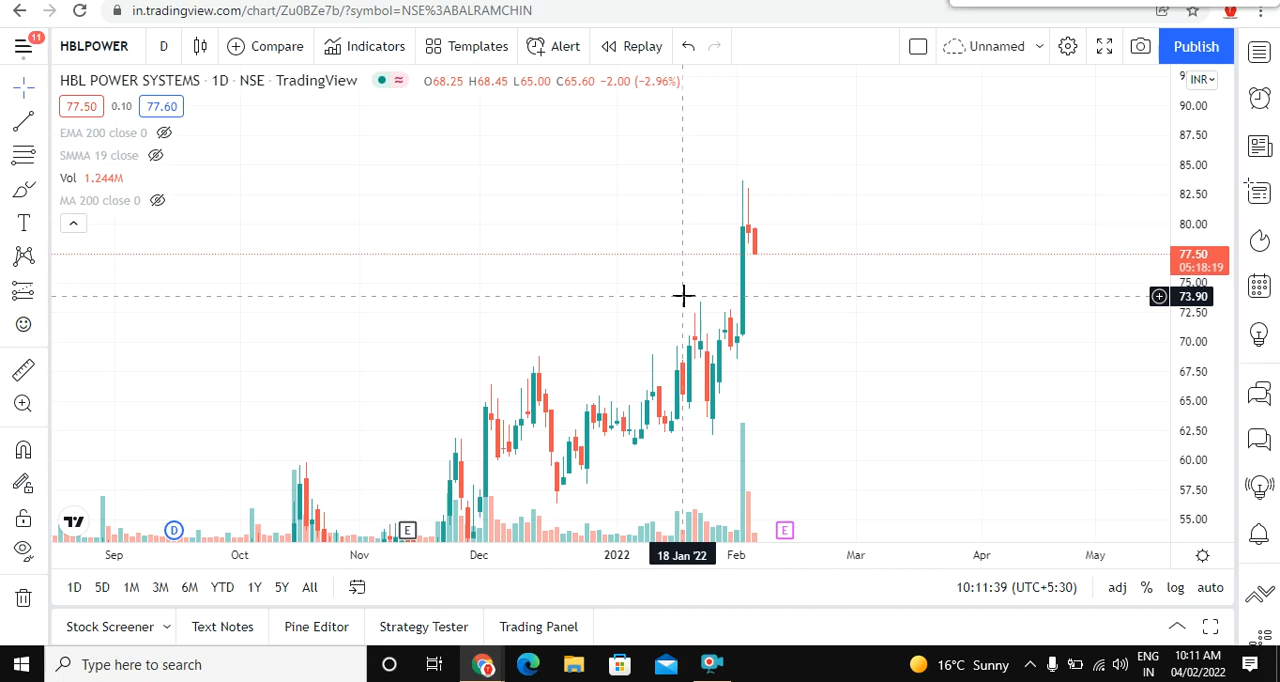 in.tradingview.com/chart/Zu0BZe7b/?symbol=NSE%3ABALRAMCHIN
11 HBLPOWER D Compare Indicators Templates Alert Replay Unnamed Publish
HBL POWER SYSTEMS · 1D · NSE · TradingView O68.25 H68.45 L65.00 C65.60 -2.00 (-2.96%)
INR
77.50 0.10 77.60
90.00
EMA 200 close 0
87.50
SMMA 19 close
85.00
Vol 1.244M
82.50
MA 200 close 0
80.00
77.50
05:18:19
75.00
73.90
72.50
70.00
67.50
65.00
62.50
60.00
57.50
55.00
D E E
Sep Oct Nov Dec 2022 18 Jan '22 Feb Mar Apr May
1D 5D 1M 3M 6M YTD 1Y 5Y All 10:11:39 (UTC+5:30) adj % log auto
Stock Screener Text Notes Pine Editor Strategy Tester Trading Panel
Type here to search 16°C Sunny ENG IN 10:11 AM 04/02/2022